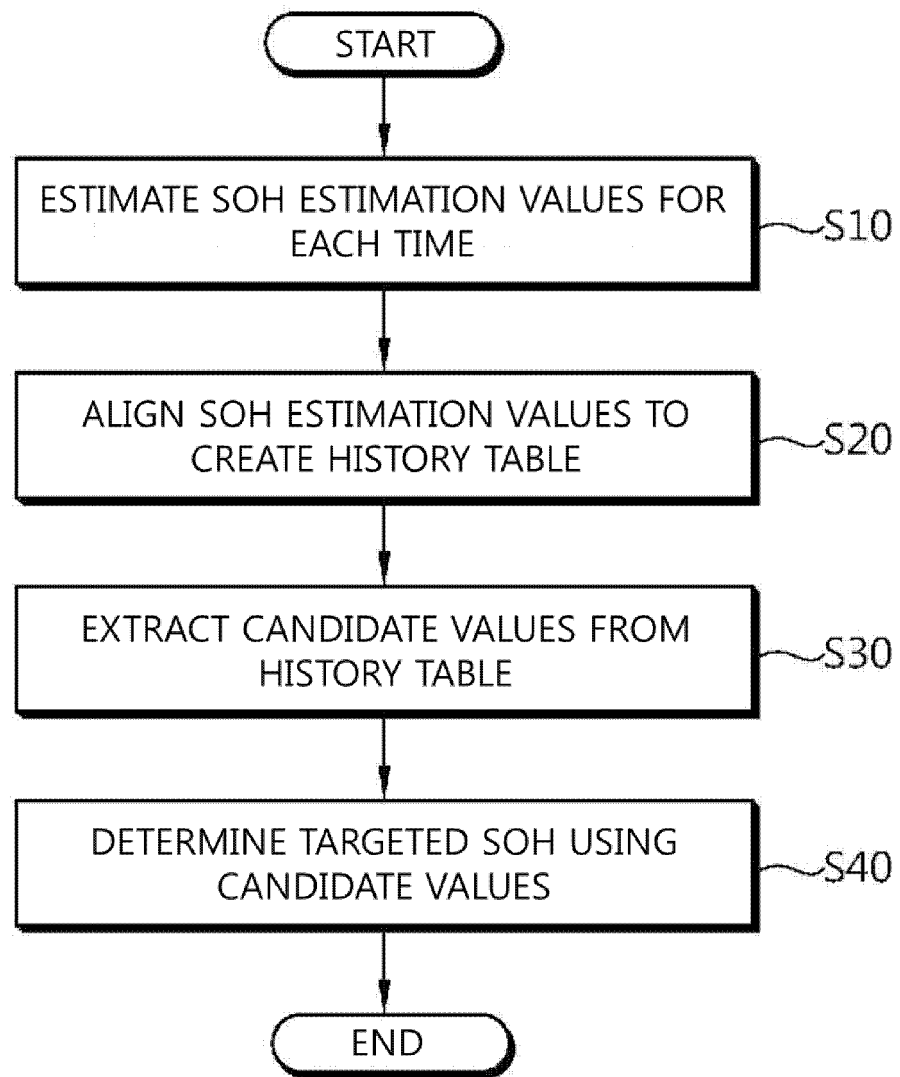 START
ESTIMATE SOH ESTIMATION VALUES FOR
EACH TIME
S10
ALIGN SOH ESTIMATION VALUES TO
CREATE HISTORY TABLE
S20
EXTRACT CANDIDATE VALUES FROM
HISTORY TABLE
S30
DETERMINE TARGETED SOH USING
CANDIDATE VALUES
S40
END